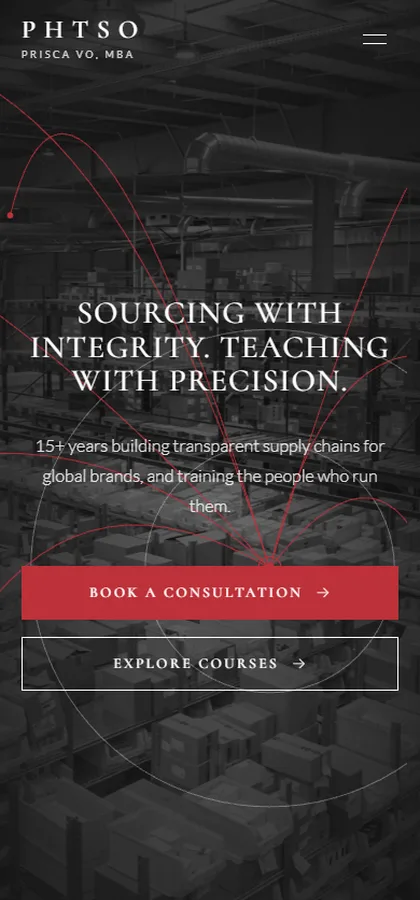 PHTSO
PRISCA VO, MBA
SOURCING WITH
INTEGRITY. TEACHING
WITH PRECISION.
15+ years building transparent supply chains for
global brands, and training the people who run
them.
BOOK A CONSULTATION →
EXPLORE COURSES →